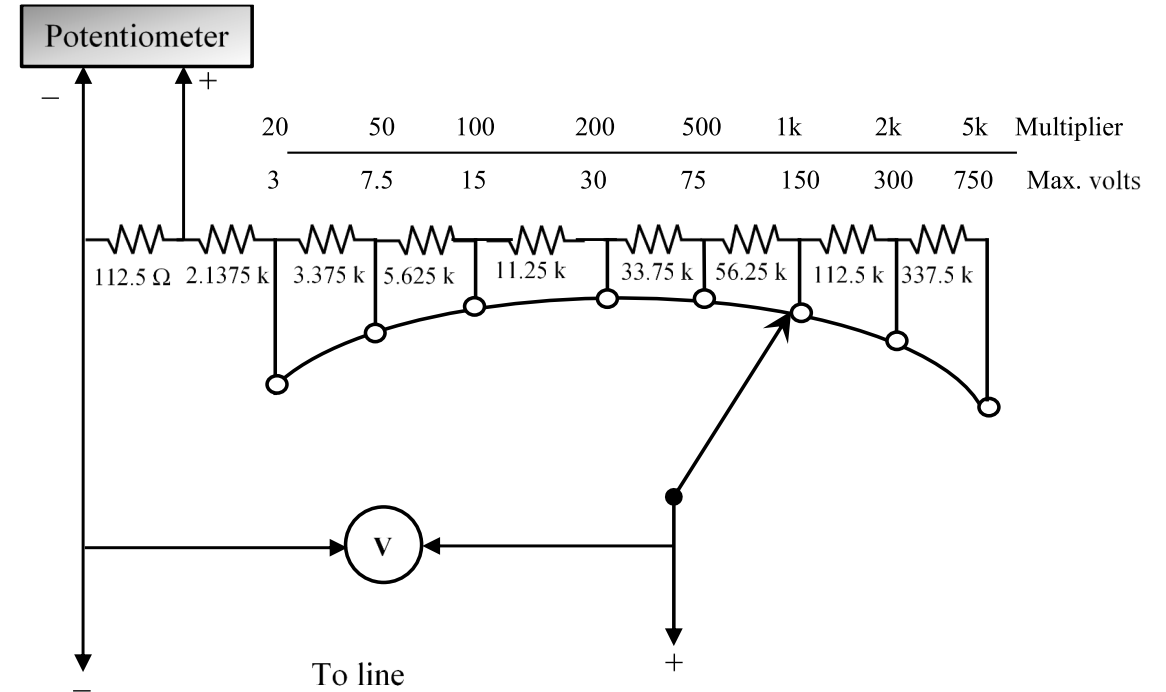 Potentiometer
– +
20 50 100 200 500 1k 2k 5k Multiplier
3 7.5 15 30 75 150 300 750 Max. volts
112.5 Ω 2.1375 k 3.375 k 5.625 k 11.25 k 33.75 k 56.25 k 112.5 k 337.5 k
V
– To line +